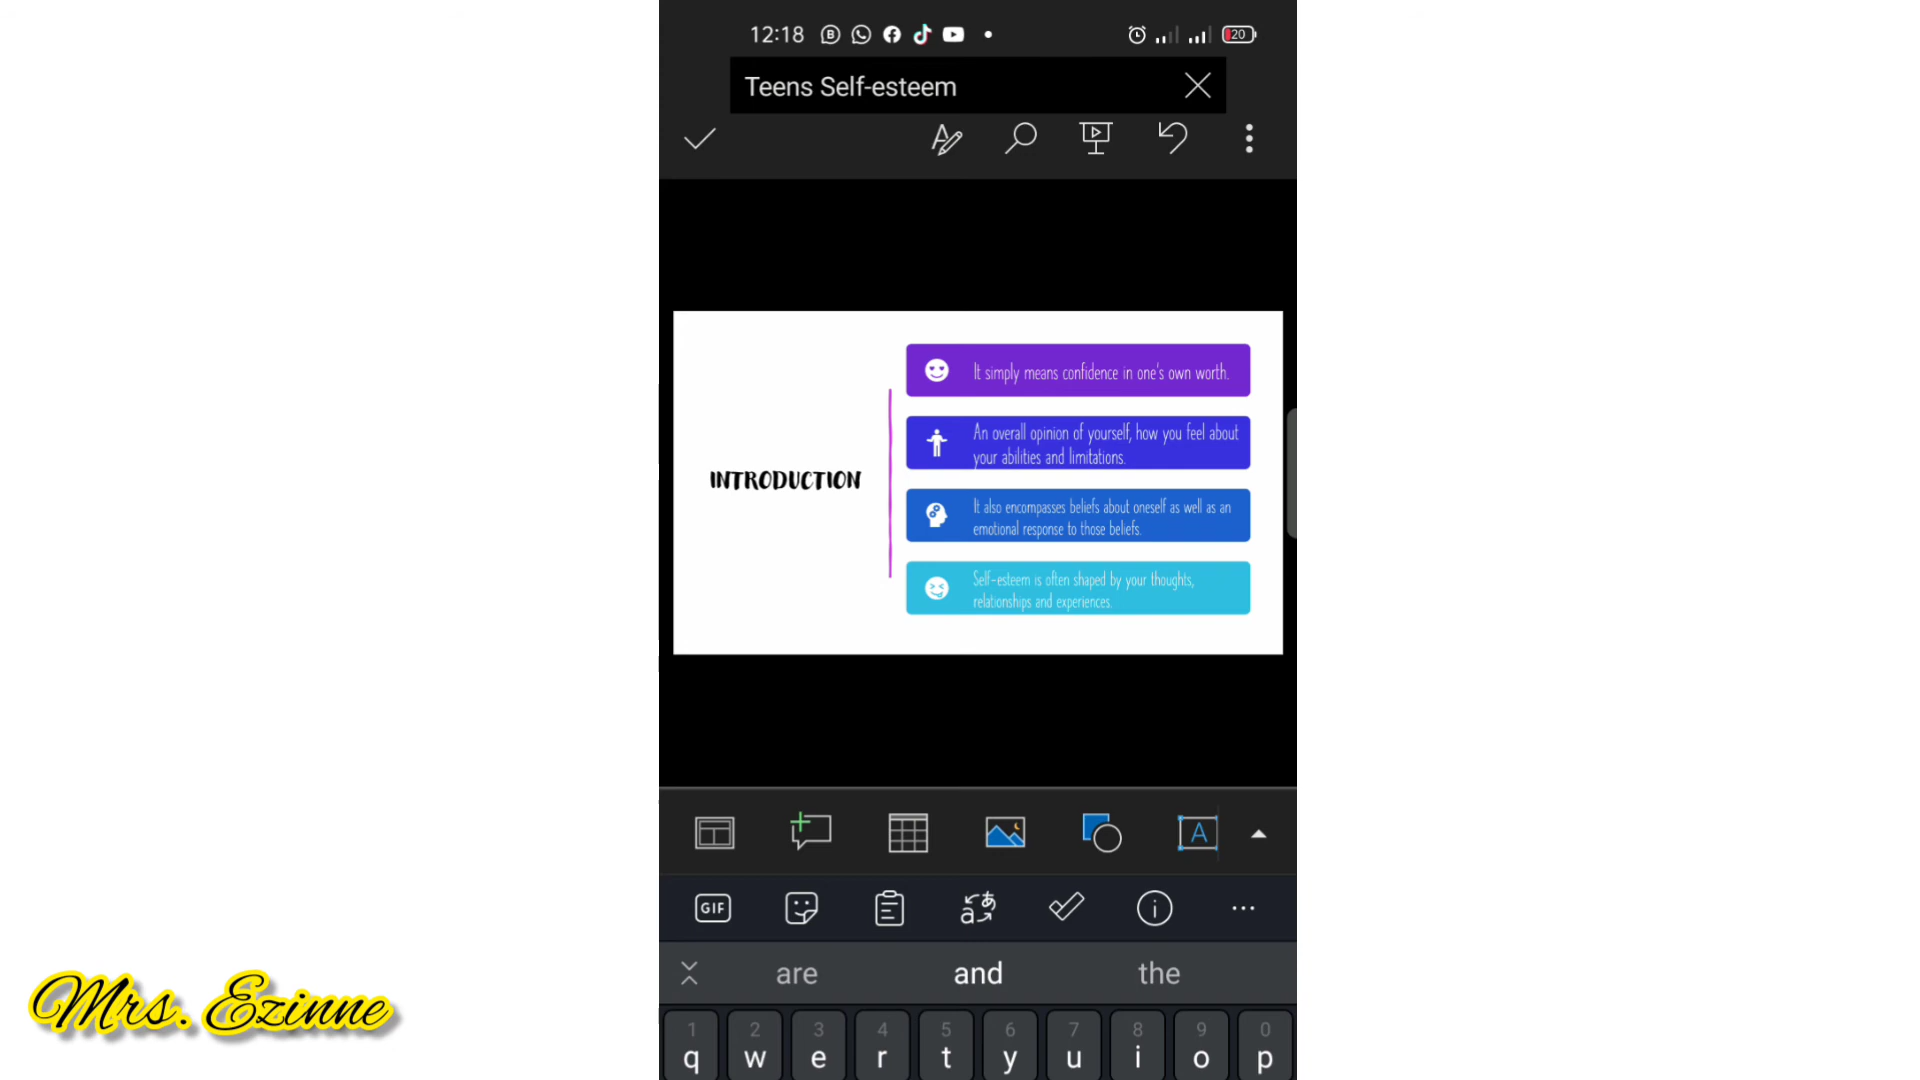 12:18
20
Teens Self-esteem
INTRODUCTION
It simply means confidence in one's own worth.
An overall opinion of yourself, how you feel about
your abilities and limitations.
It also encompasses beliefs about oneself as well as an
emotional response to those beliefs.
Self-esteem is often shaped by your thoughts,
relationships and experiences.
A
GIF
a あ
are and the
1 2 3 4 5 6 7 8 9 0
q w e r t y u i o p
Mrs. Ezinne